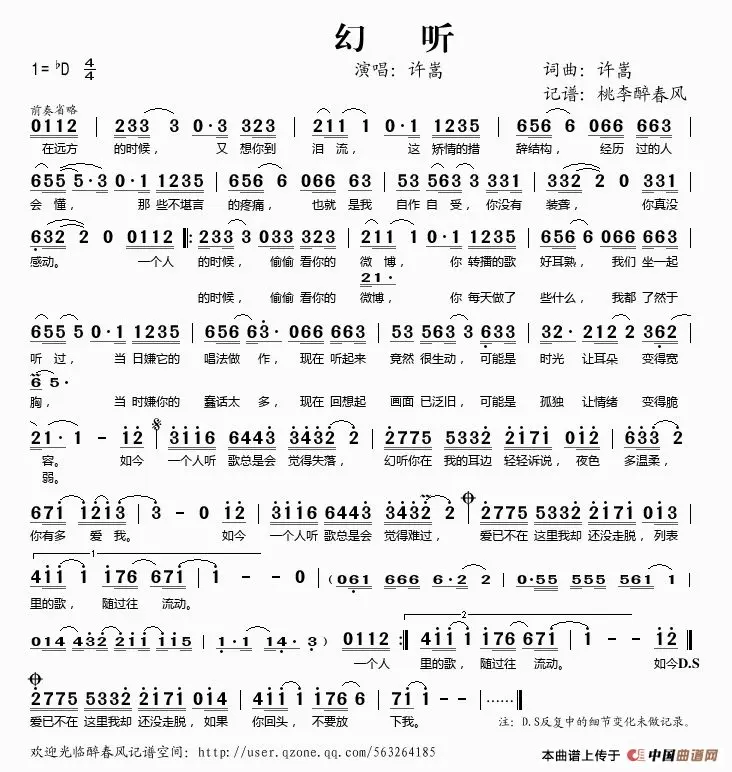 幻 听
1= ♭D 4/4 演唱：许嵩 词曲：许嵩
记谱：桃李醉春风
前奏省略
0112 | 233 3 0·3 323 | 211 1 0·1 1235 | 656 6 066 663 |
在远方 的时候， 又 想你到 泪流， 这 矫情的措 辞结构， 经历 过的人
655 5·3 0·1 1235 | 656 6 066 63 | 53 563 3 331 | 332 2 0 331 |
会懂， 那 些不堪言 的疼痛， 也就 是我 自作 自 受，你没有 装聋， 你真没
632 2 0 0112 |: 233 3 033 323 | 211 1 0·1 1235 | 656 6 066 663 |
感动。 一个人 的时候， 偷偷 看你的 微博， 你 转播的歌 好耳熟， 我们 坐一起
21·
的时候， 偷偷 看你的 微博， 你 每天做了 些什么，我都 了然于
655 5 0·1 1235 | 656 63· 066 663 | 53 563 3 633 | 32· 212 2 362 |
听过， 当 日嫌它的 唱法做 作，现在 听起来 竟然 很生动，可能是 时光 让耳朵 变得宽
6 5·
胸， 当 时嫌你的 蠢话太 多，现在 回想起 画面 已泛旧，可能是 孤独 让情绪 变得脆
21· 1 - 12 | 3116 6443 3432 2 | 2775 5332 2171 012 | 633 2
容。 如今 一个人听 歌总是会 觉得失落， 幻听你在 我的耳边 轻轻诉说，夜色 多温柔，
弱。
671 1213 | 3 - 0 12 | 3116 6443 3432 2 | 2775 5332 2171 013 |
你有多 爱 我。 如今 一个人听 歌总是会 觉得难过， 爱已不在 这里我却 还没走脱，列表
1
411 1 176 671 | 1 - - 0 | (061 666 6·2 2 | 0·55 555 561 1 |
里的歌， 随过往 流动。
014 432 211 115 | 1·1 14·3) | 0112 :|
2
411 1 176 671 | 1 - - 12 ‖
一个人 里的歌，随过往 流动。 如今D.S
2775 5332 2171 014 | 411 1 176 6 | 1 - - | ······ ‖
爱已不在 这里我却 还没走脱，如果 你回头， 不要放 下我。 注：D.S反复中的细节变化未做记录。
欢迎光临醉春风记谱空间：http://user.qzone.qq.com/563264185
本曲谱上传于 中国曲谱网